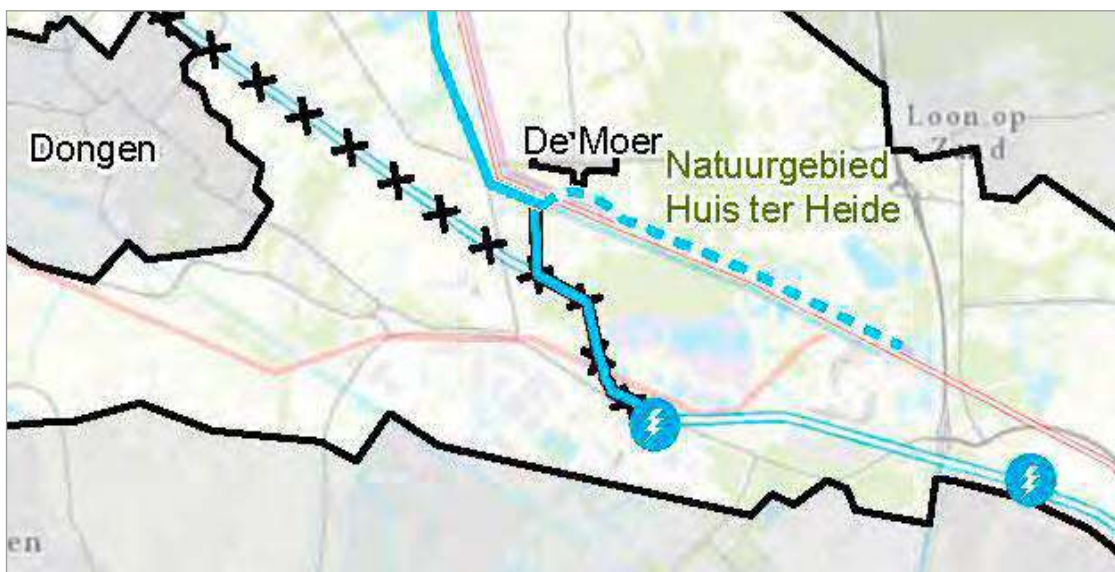 Dongen
De Moer
Natuurgebied
Huis ter Heide
Loon op
Zand
en